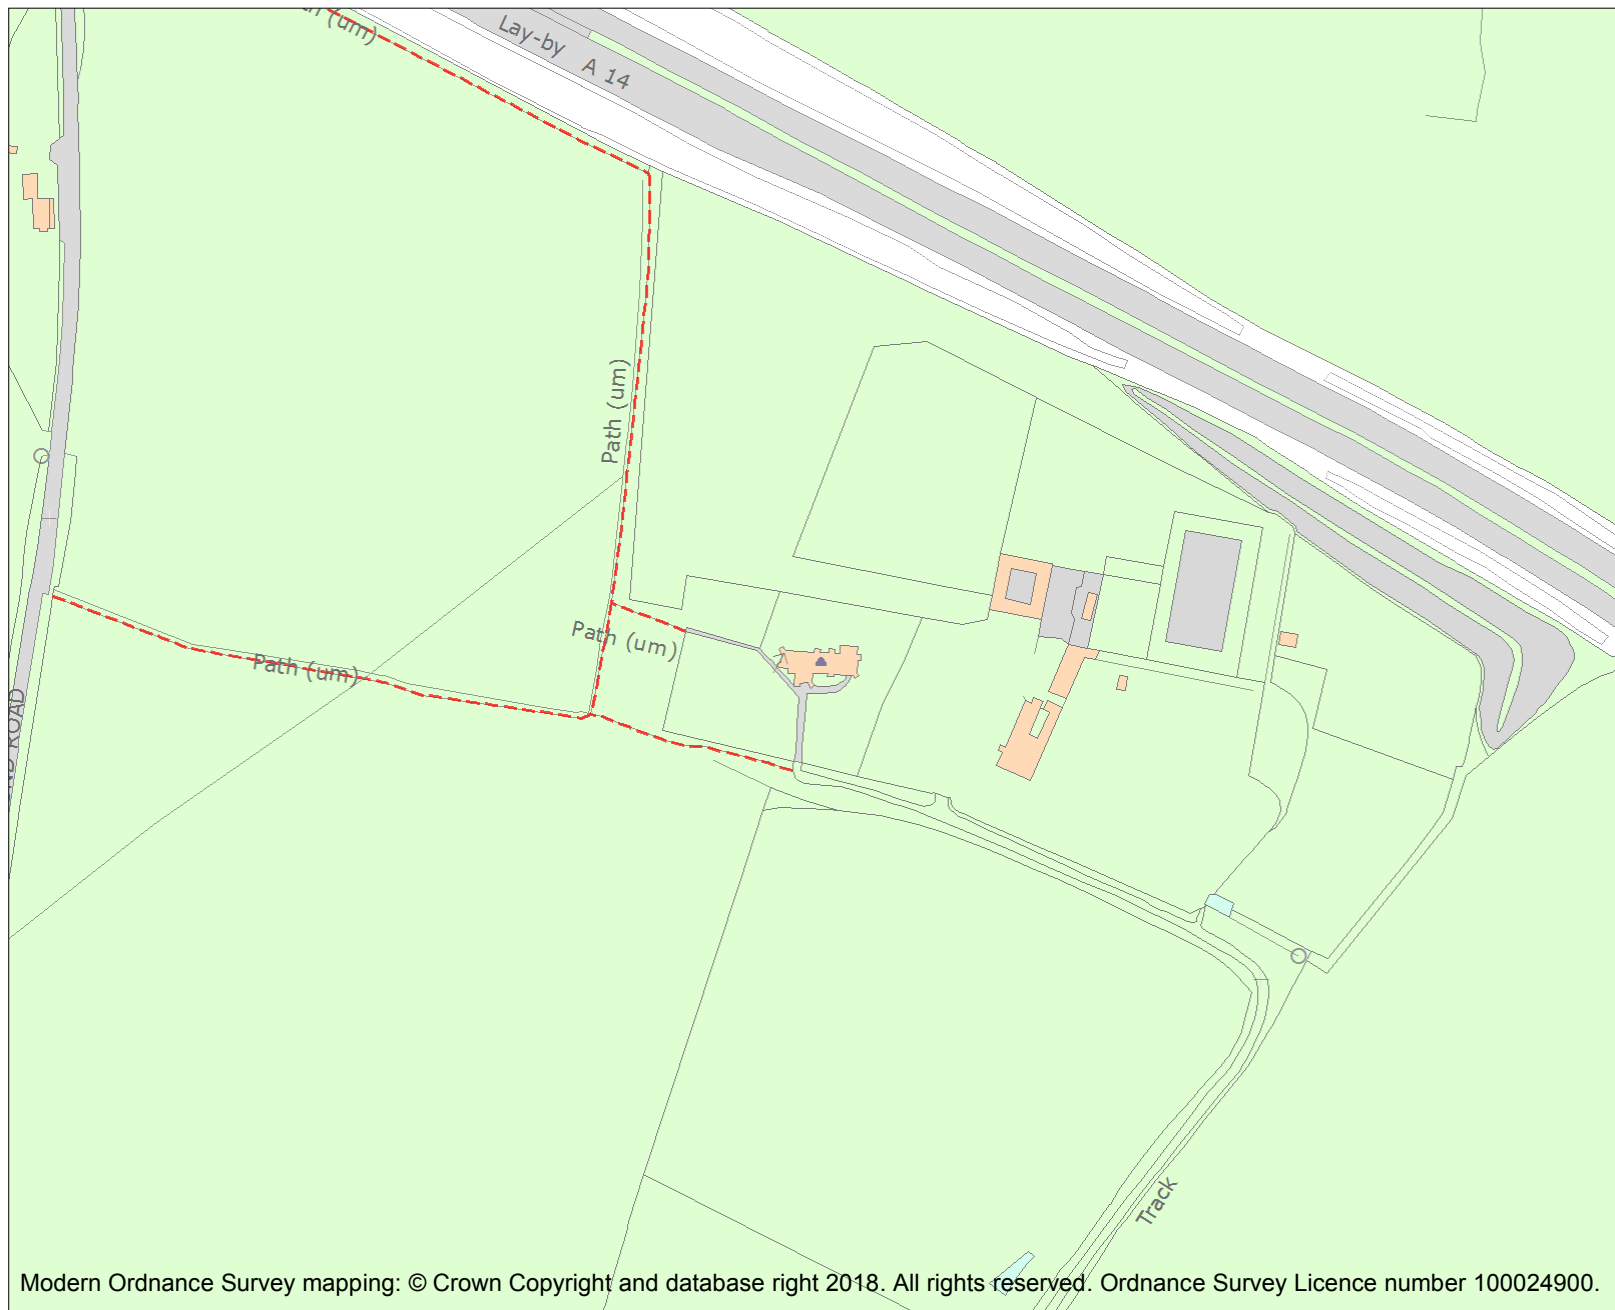 (um)
Lay-by
A 14
Path (um)
Path (um)
Path (um)
ROAD
Track
Modern Ordnance Survey mapping: © Crown Copyright and database right 2018. All rights reserved. Ordnance Survey Licence number 100024900.